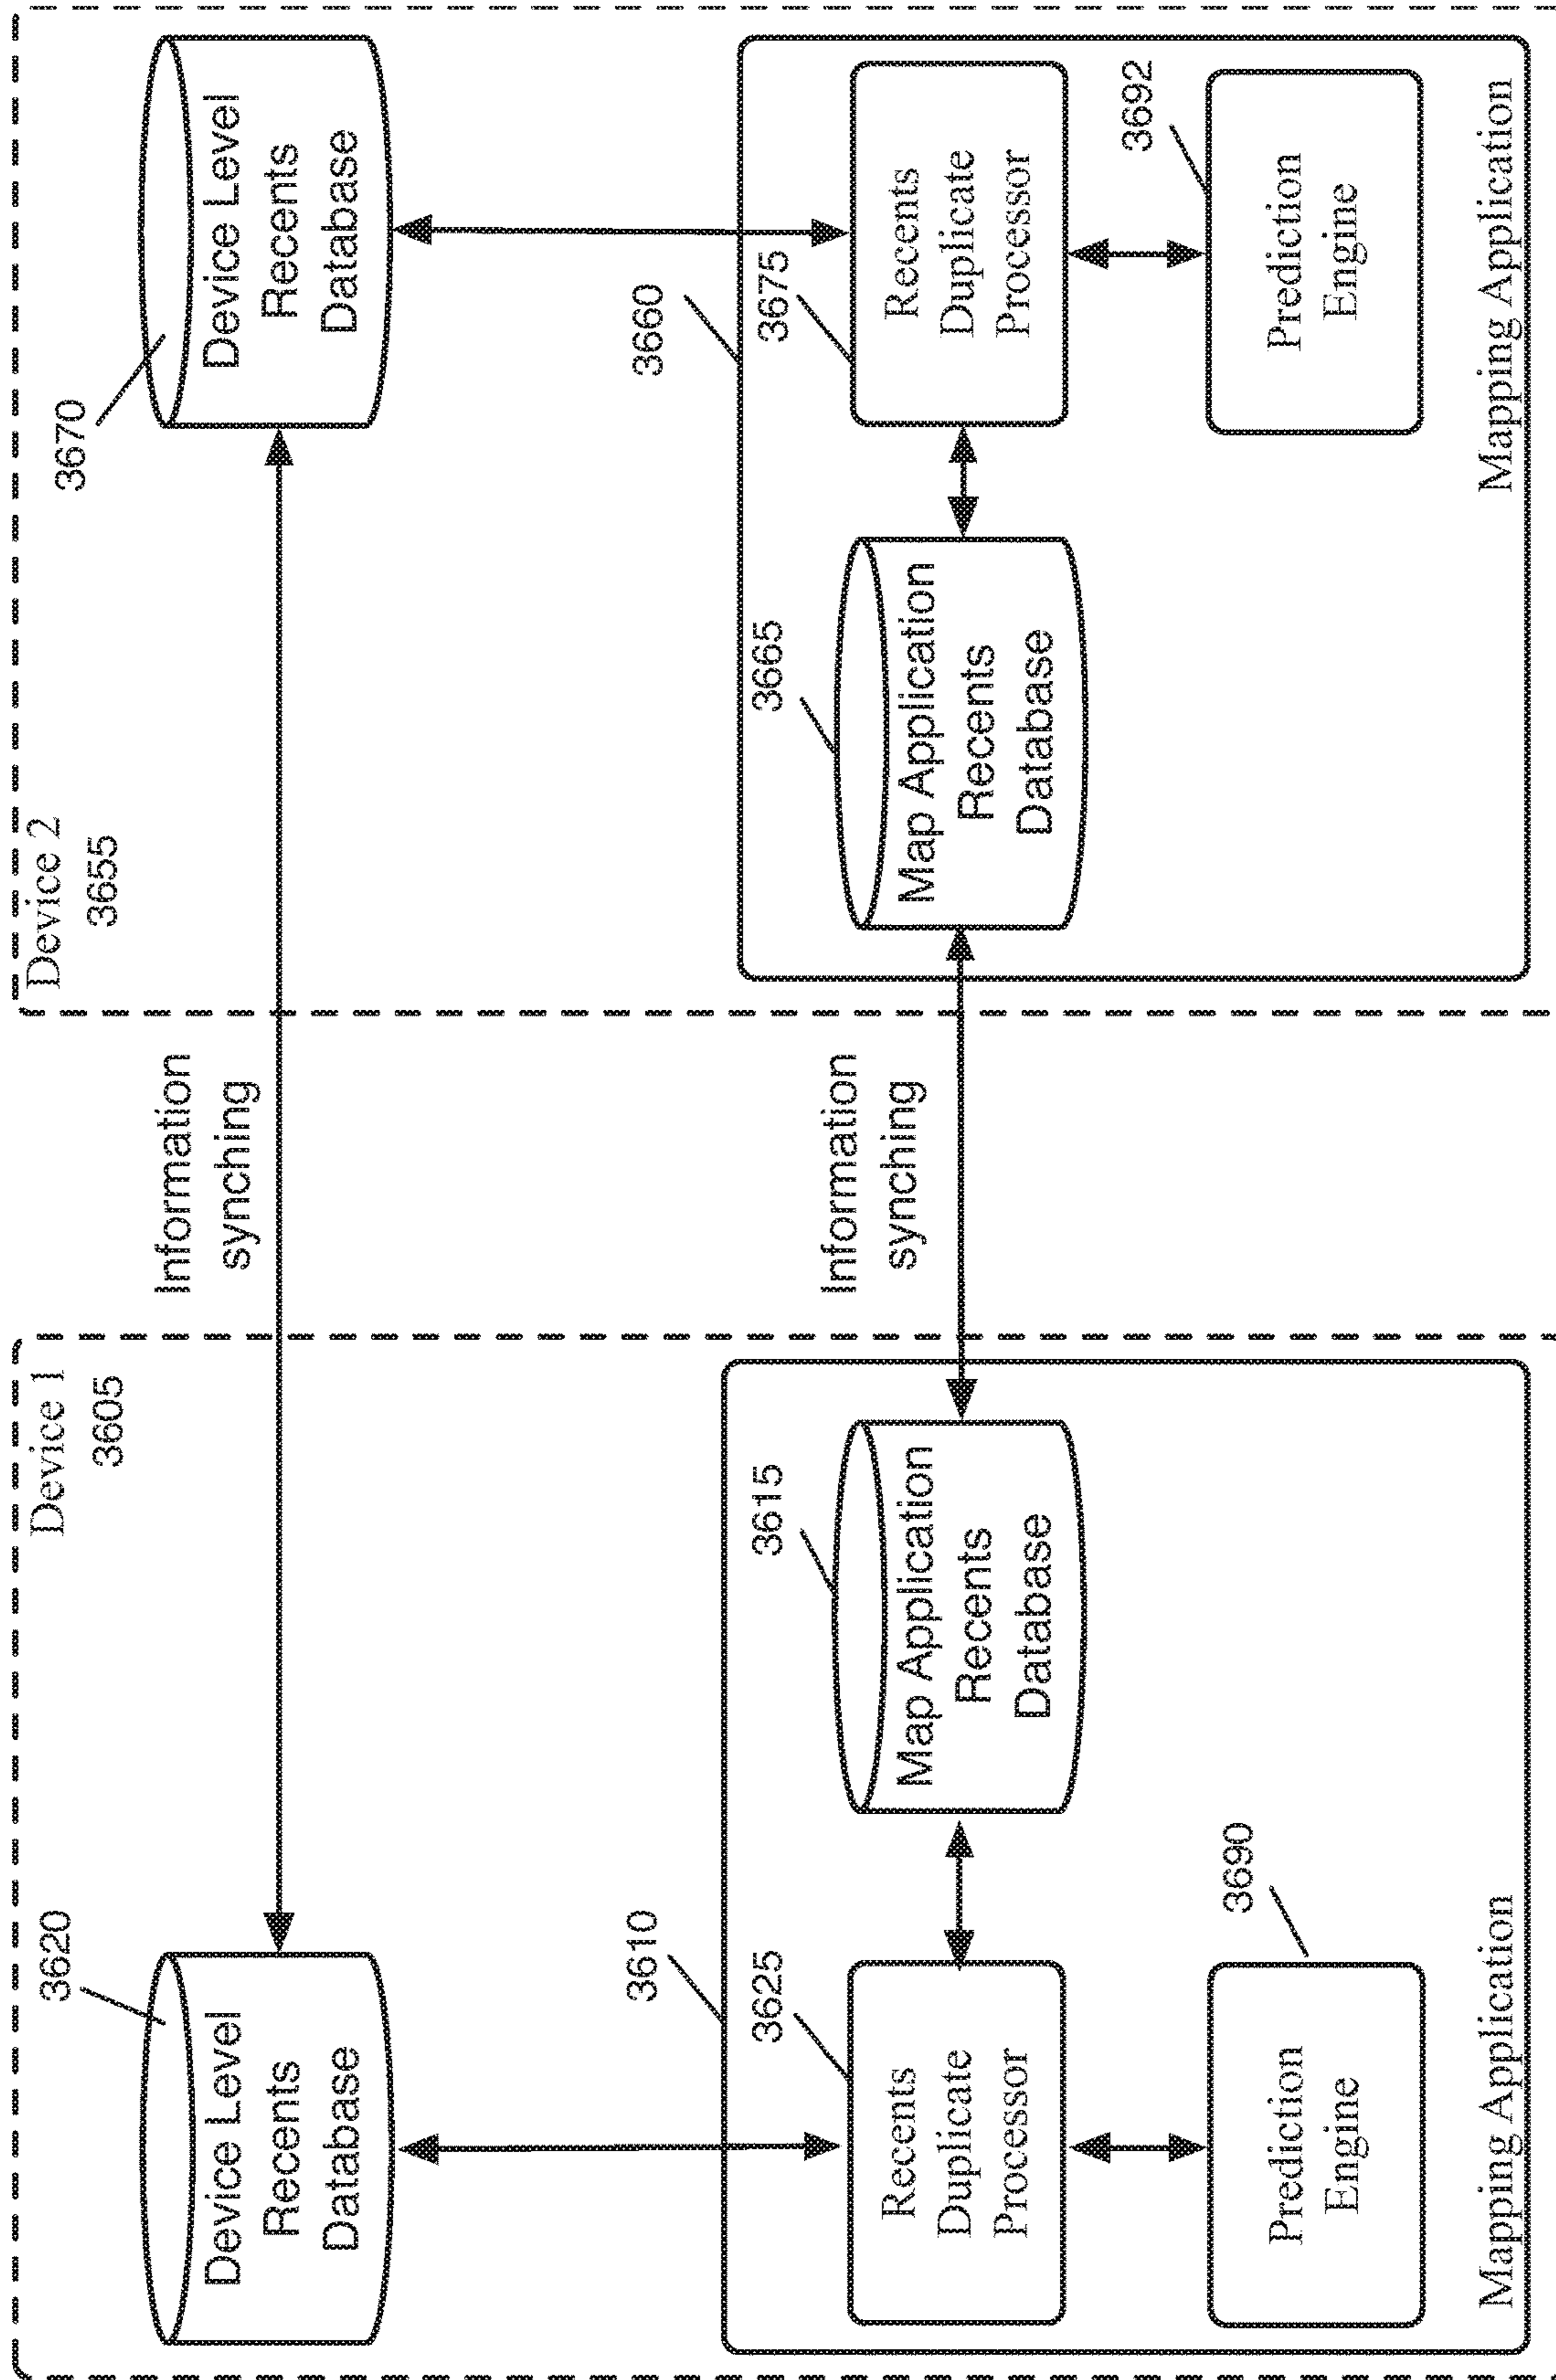 Device 1
3605
3620
Device Level
Recents
Database
Information
synching
3610
3625
Recents
Duplicate
Processor
3615
Map Application
Recents
Database
3690
Prediction
Engine
Mapping Application
Information
synching
Device 2
3655
3670
Device Level
Recents
Database
3660
3665
Map Application
Recents
Database
3675
Recents
Duplicate
Processor
3692
Prediction
Engine
Mapping Application